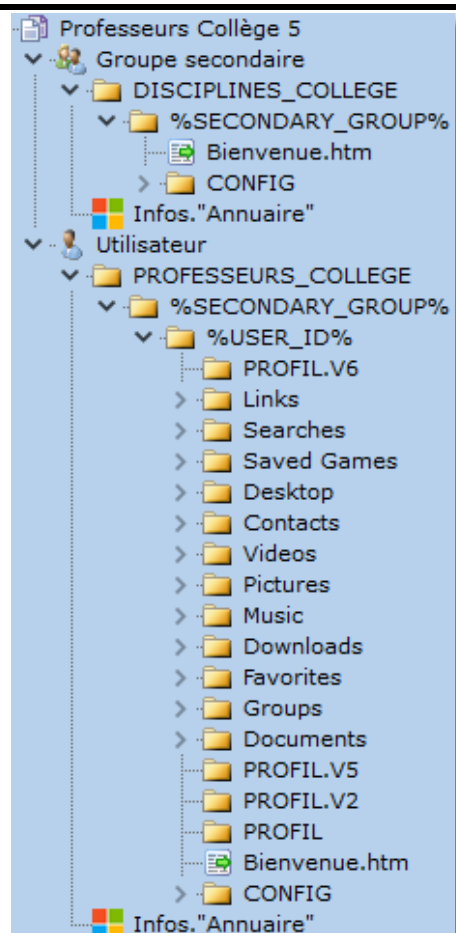 Professeurs Collège 5
Groupe secondaire
DISCIPLINES_COLLEGE
%SECONDARY_GROUP%
Bienvenue.htm
CONFIG
Infos."Annuaire"
Utilisateur
PROFESSEURS_COLLEGE
%SECONDARY_GROUP%
%USER_ID%
PROFIL.V6
Links
Searches
Saved Games
Desktop
Contacts
Videos
Pictures
Music
Downloads
Favorites
Groups
Documents
PROFIL.V5
PROFIL.V2
PROFIL
Bienvenue.htm
CONFIG
Infos."Annuaire"